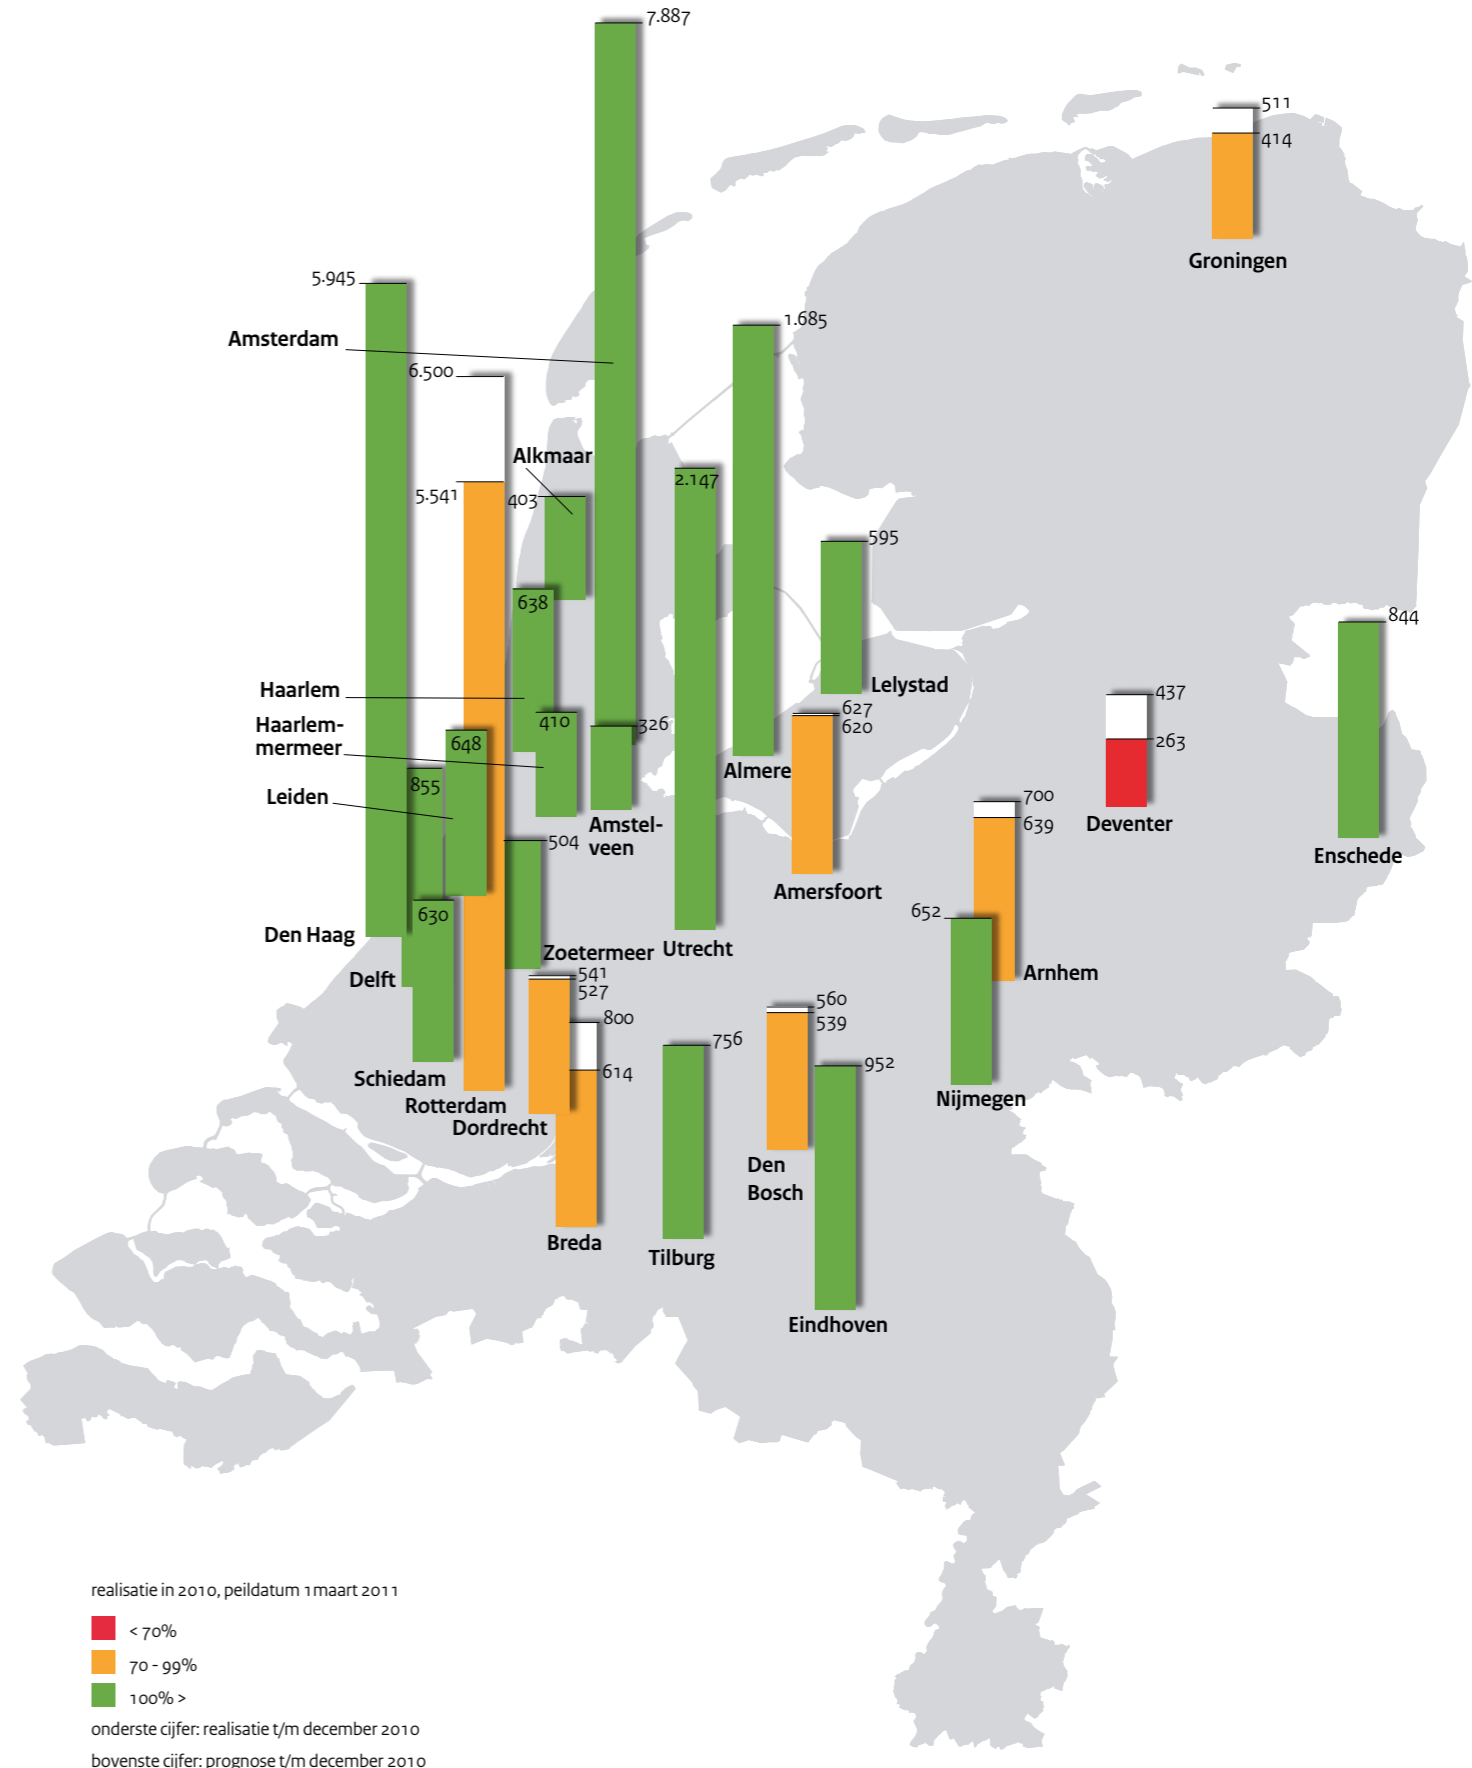 7.887
511
414
Groningen
5.945
Amsterdam
1.685
6.500
Alkmaar
2.147
5.541
403
595
638
844
Haarlem
Lelystad
437
Haarlem-
mermeer
410
326
627
620
263
648
Almere
855
Leiden
700
639
Deventer
Amstel-
veen
504
Enschede
Amersfoort
630
652
Den Haag
Zoetermeer
Utrecht
Delft
541
527
Arnhem
560
539
800
756
952
614
Schiedam
Rotterdam
Dordrecht
Nijmegen
Den
Bosch
Breda
Tilburg
Eindhoven
realisatie in 2010, peildatum 1 maart 2011
< 70%
70 - 99%
100% >
onderste cijfer: realisatie t/m december 2010
bovenste cijfer: prognose t/m december 2010